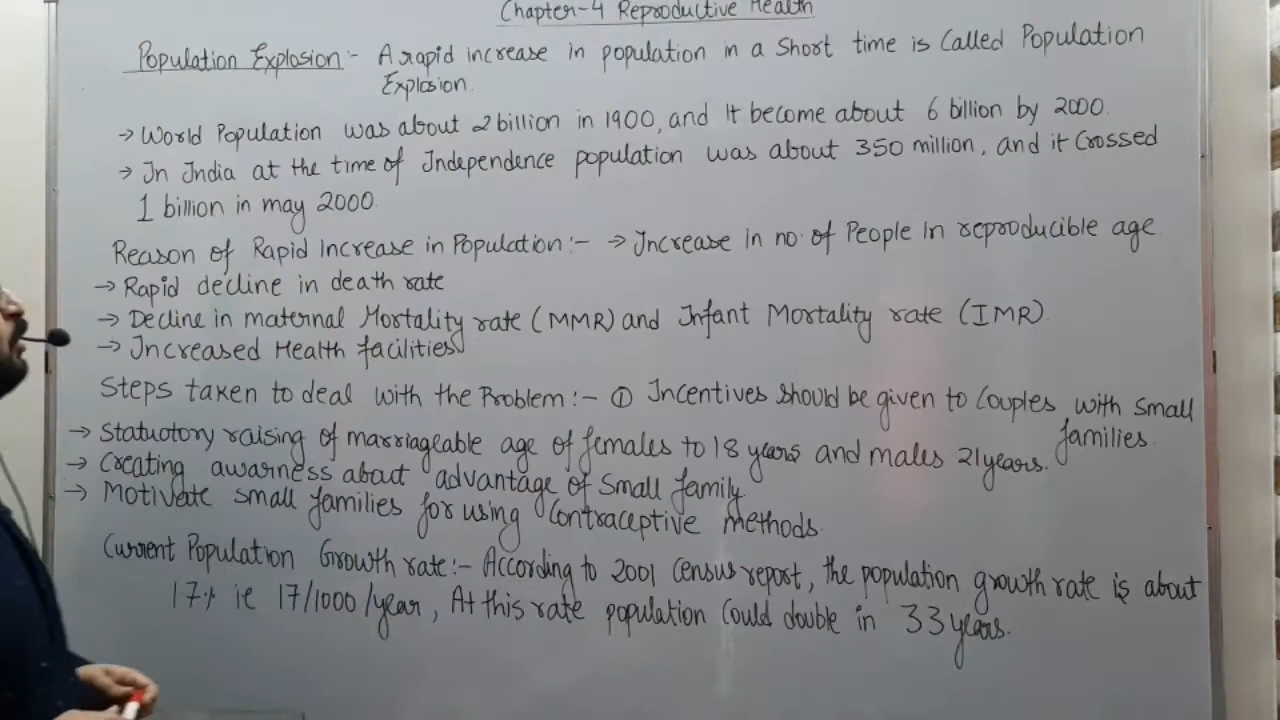 Chapter-4 Reproductive Health
Population Explosion:- A rapid increase in population in a Short time is Called Population
Explosion.
→ World Population was about 2 billion in 1900, and It become about 6 billion by 2000.
→ In India at the time of Independence population was about 350 million, and it Crossed
1 billion in may 2000.
Reason of Rapid increase in Population:- → Increase in no. of People in reproducible age
→ Rapid decline in death rate
→ Decline in maternal Mortality rate (MMR) and Infant Mortality rate (IMR).
→ Increased Health facilities
Steps taken to deal with the Problem:- ① Incentives should be given to Couples with small
families.
→ Statuotory raising of marriageable age of females to 18 years and males 21 years.
→ Creating awarness about advantage of Small family.
→ Motivate small families for using Contraceptive methods.
Current Population Growth rate:- According to 2001 Census report, the population growth rate is about
17% ie 17/1000/year, At this rate population Could double in 33 years.